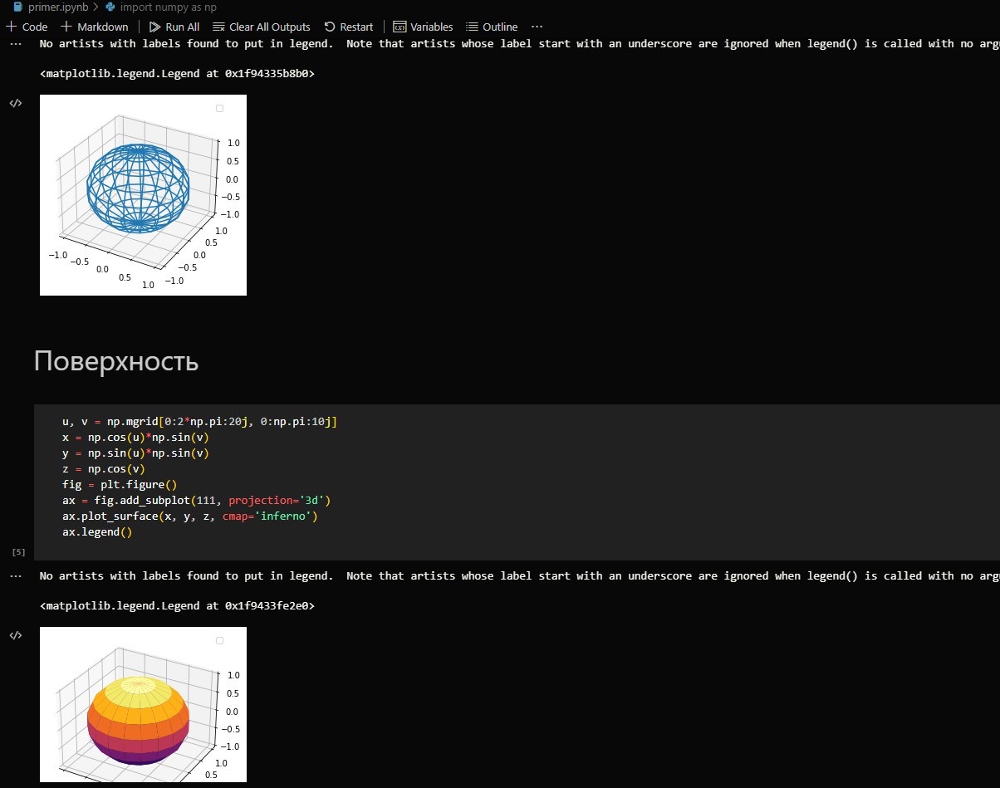 primer.ipynb > import numpy as np
+ Code + Markdown | Run All Clear All Outputs Restart | Variables Outline ...
No artists with labels found to put in legend.  Note that artists whose label start with an underscore are ignored when legend() is called with no
<matplotlib.legend.Legend at 0x1f94335b8b0>
1.0
0.5
0.0
−0.5
−1.0
1.0
0.5
0.0
−0.5
−1.0
−1.0
−0.5
0.0
0.5
1.0
Поверхность
u, v = np.mgrid[0:2*np.pi:20j, 0:np.pi:10j]
x = np.cos(u)*np.sin(v)
y = np.sin(u)*np.sin(v)
z = np.cos(v)
fig = plt.figure()
ax = fig.add_subplot(111, projection='3d')
ax.plot_surface(x, y, z, cmap='inferno')
ax.legend()
[5]
No artists with labels found to put in legend.  Note that artists whose label start with an underscore are ignored when legend() is called with no
<matplotlib.legend.Legend at 0x1f9433fe2e0>
1.0
0.5
0.0
−0.5
−1.0
1.0
0.5